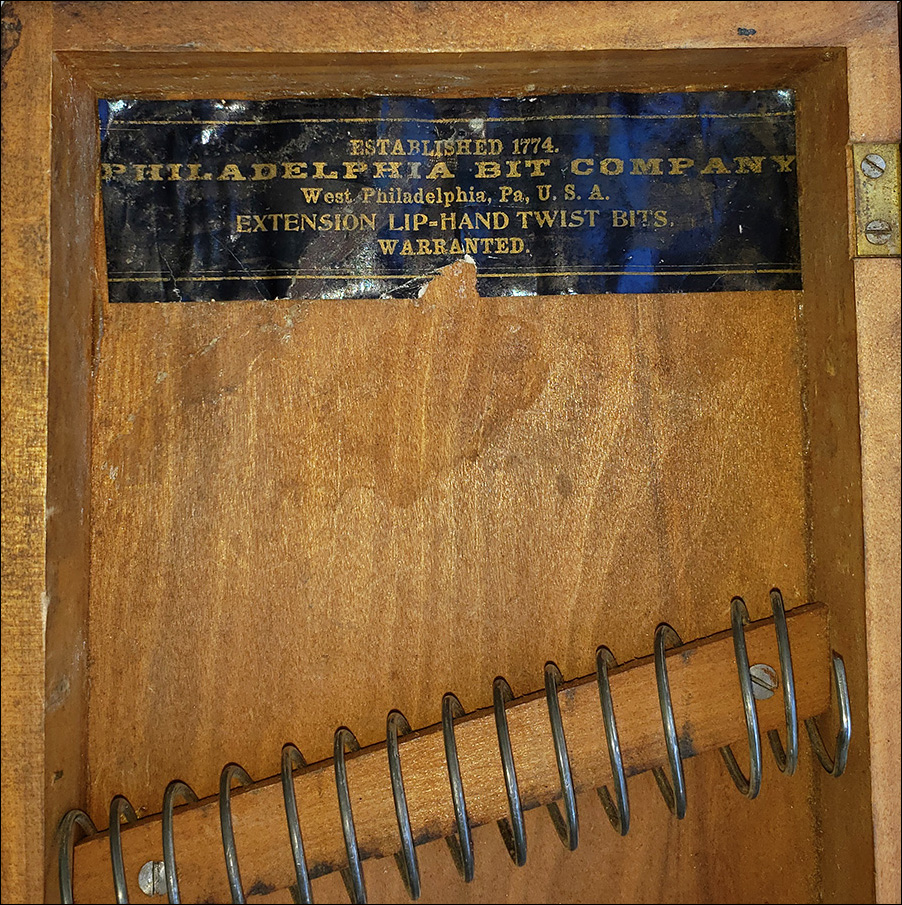 ESTABLISHED 1774.
PHILADELPHIA BIT COMPANY
West Philadelphia, Pa, U. S. A.
EXTENSION LIP=HAND TWIST BITS.
WARRANTED.